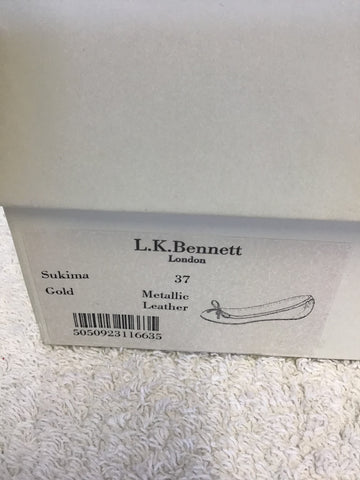 L.K.Bennett
London
Sukima 37
Gold Metallic
Leather
5050923116635